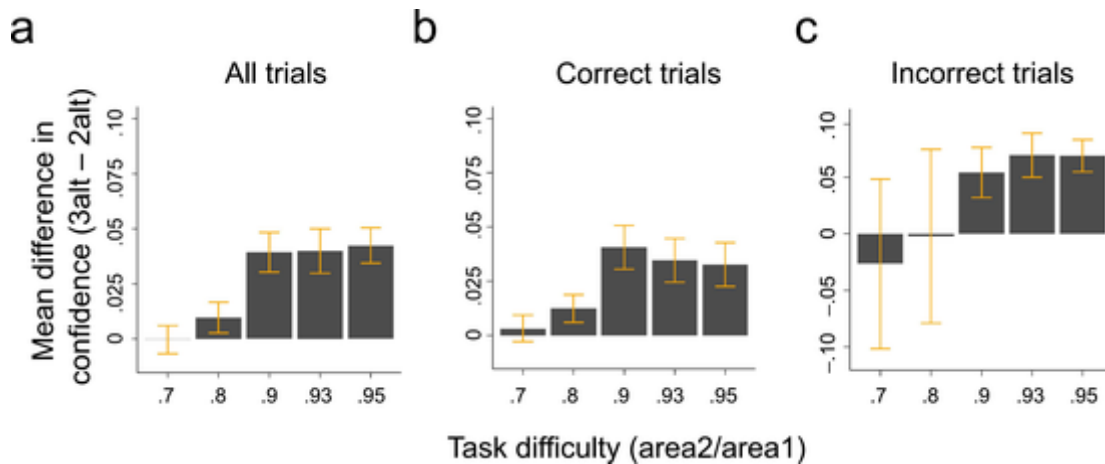 a
b
c
All trials
Correct trials
Incorrect trials
Mean difference in
confidence (3alt – 2alt)
.10
.075
.05
.025
0
.7 .8 .9 .93 .95
.10
.075
.05
.025
0
.7 .8 .9 .93 .95
.10
0.05
0
−.05
−.10
.7 .8 .9 .93 .95
Task difficulty (area2/area1)